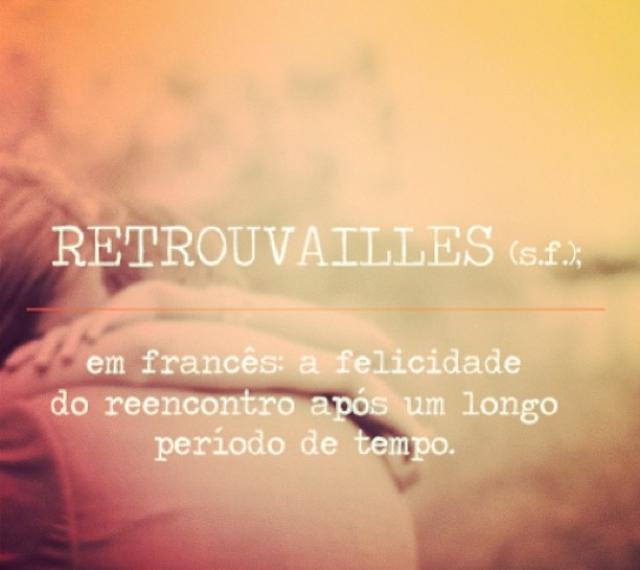 RETROUVAILLES (s.f.);
em francês: a felicidade
do reencontro após um longo
período de tempo.